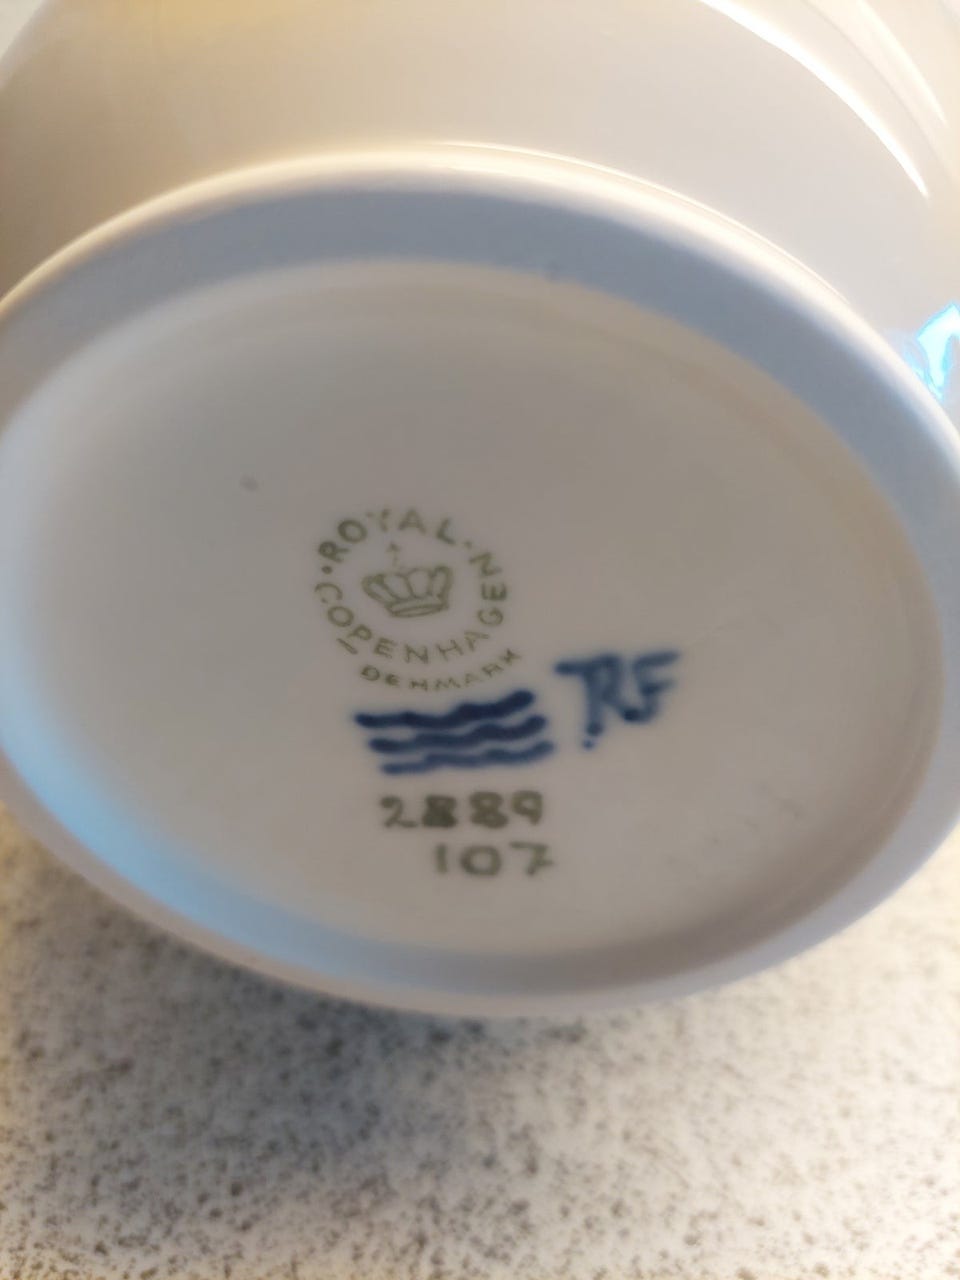 ROYAL
COPENHAGEN
DENMARK
RF
2889
107